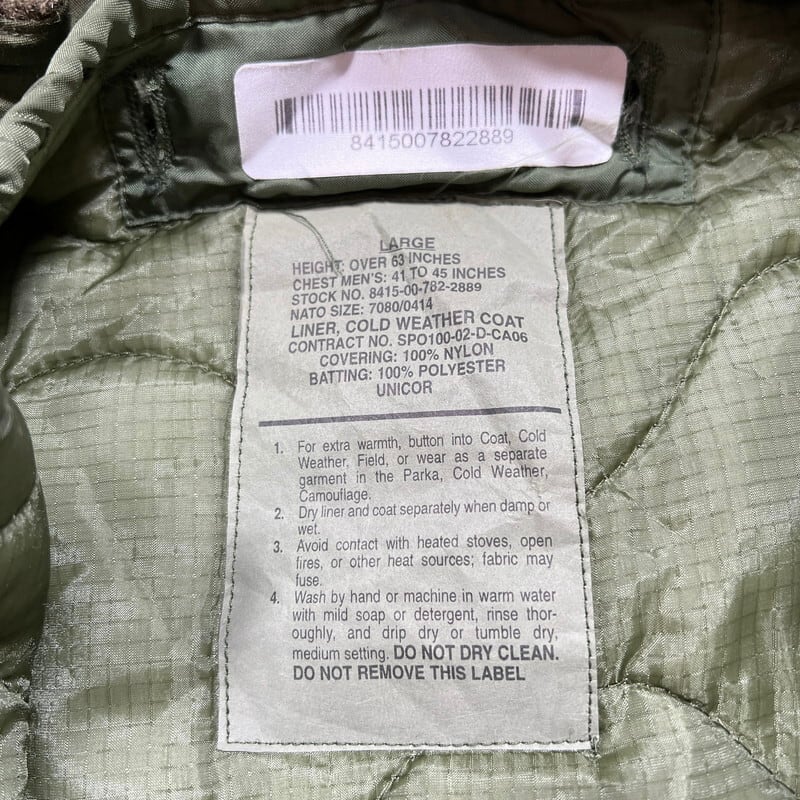 8415007822889
LARGE
HEIGHT: OVER 63 INCHES
CHEST MEN'S: 41 TO 45 INCHES
STOCK NO. 8415-00-782-2889
NATO SIZE: 7080/0414
LINER, COLD WEATHER COAT
CONTRACT NO. SPO100-02-D-CA06
COVERING: 100% NYLON
BATTING: 100% POLYESTER
UNICOR
1. For extra warmth, button into Coat, Cold
Weather, Field, or wear as a separate
garment in the Parka, Cold Weather,
Camouflage.
2. Dry liner and coat separately when damp or
wet.
3. Avoid contact with heated stoves, open
fires, or other heat sources; fabric may
fuse.
4. Wash by hand or machine in warm water
with mild soap or detergent, rinse thor-
oughly, and drip dry or tumble dry,
medium setting. DO NOT DRY CLEAN.
DO NOT REMOVE THIS LABEL